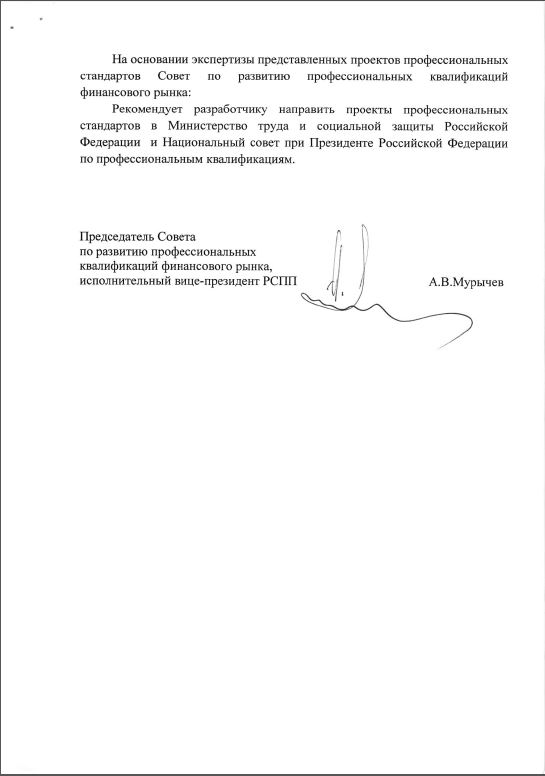 На основании экспертизы представленных проектов профессиональных
стандартов Совет по развитию профессиональных квалификаций
финансового рынка:
Рекомендует разработчику направить проекты профессиональных
стандартов в Министерство труда и социальной защиты Российской
Федерации и Национальный совет при Президенте Российской Федерации
по профессиональным квалификациям.
Председатель Совета
по развитию профессиональных
квалификаций финансового рынка,
исполнительный вице-президент РСПП А.В.Мурычев